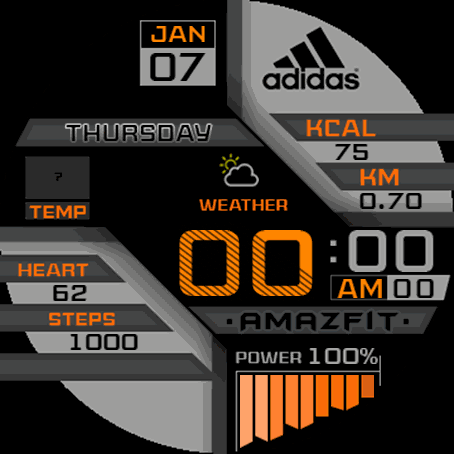 JAN
07
adidas
THURSDAY
KCAL
75
KM
0.70
?
TEMP
WEATHER
00:00
AM 00
HEART
62
STEPS
1000
·AMAZFIT·
POWER 100%